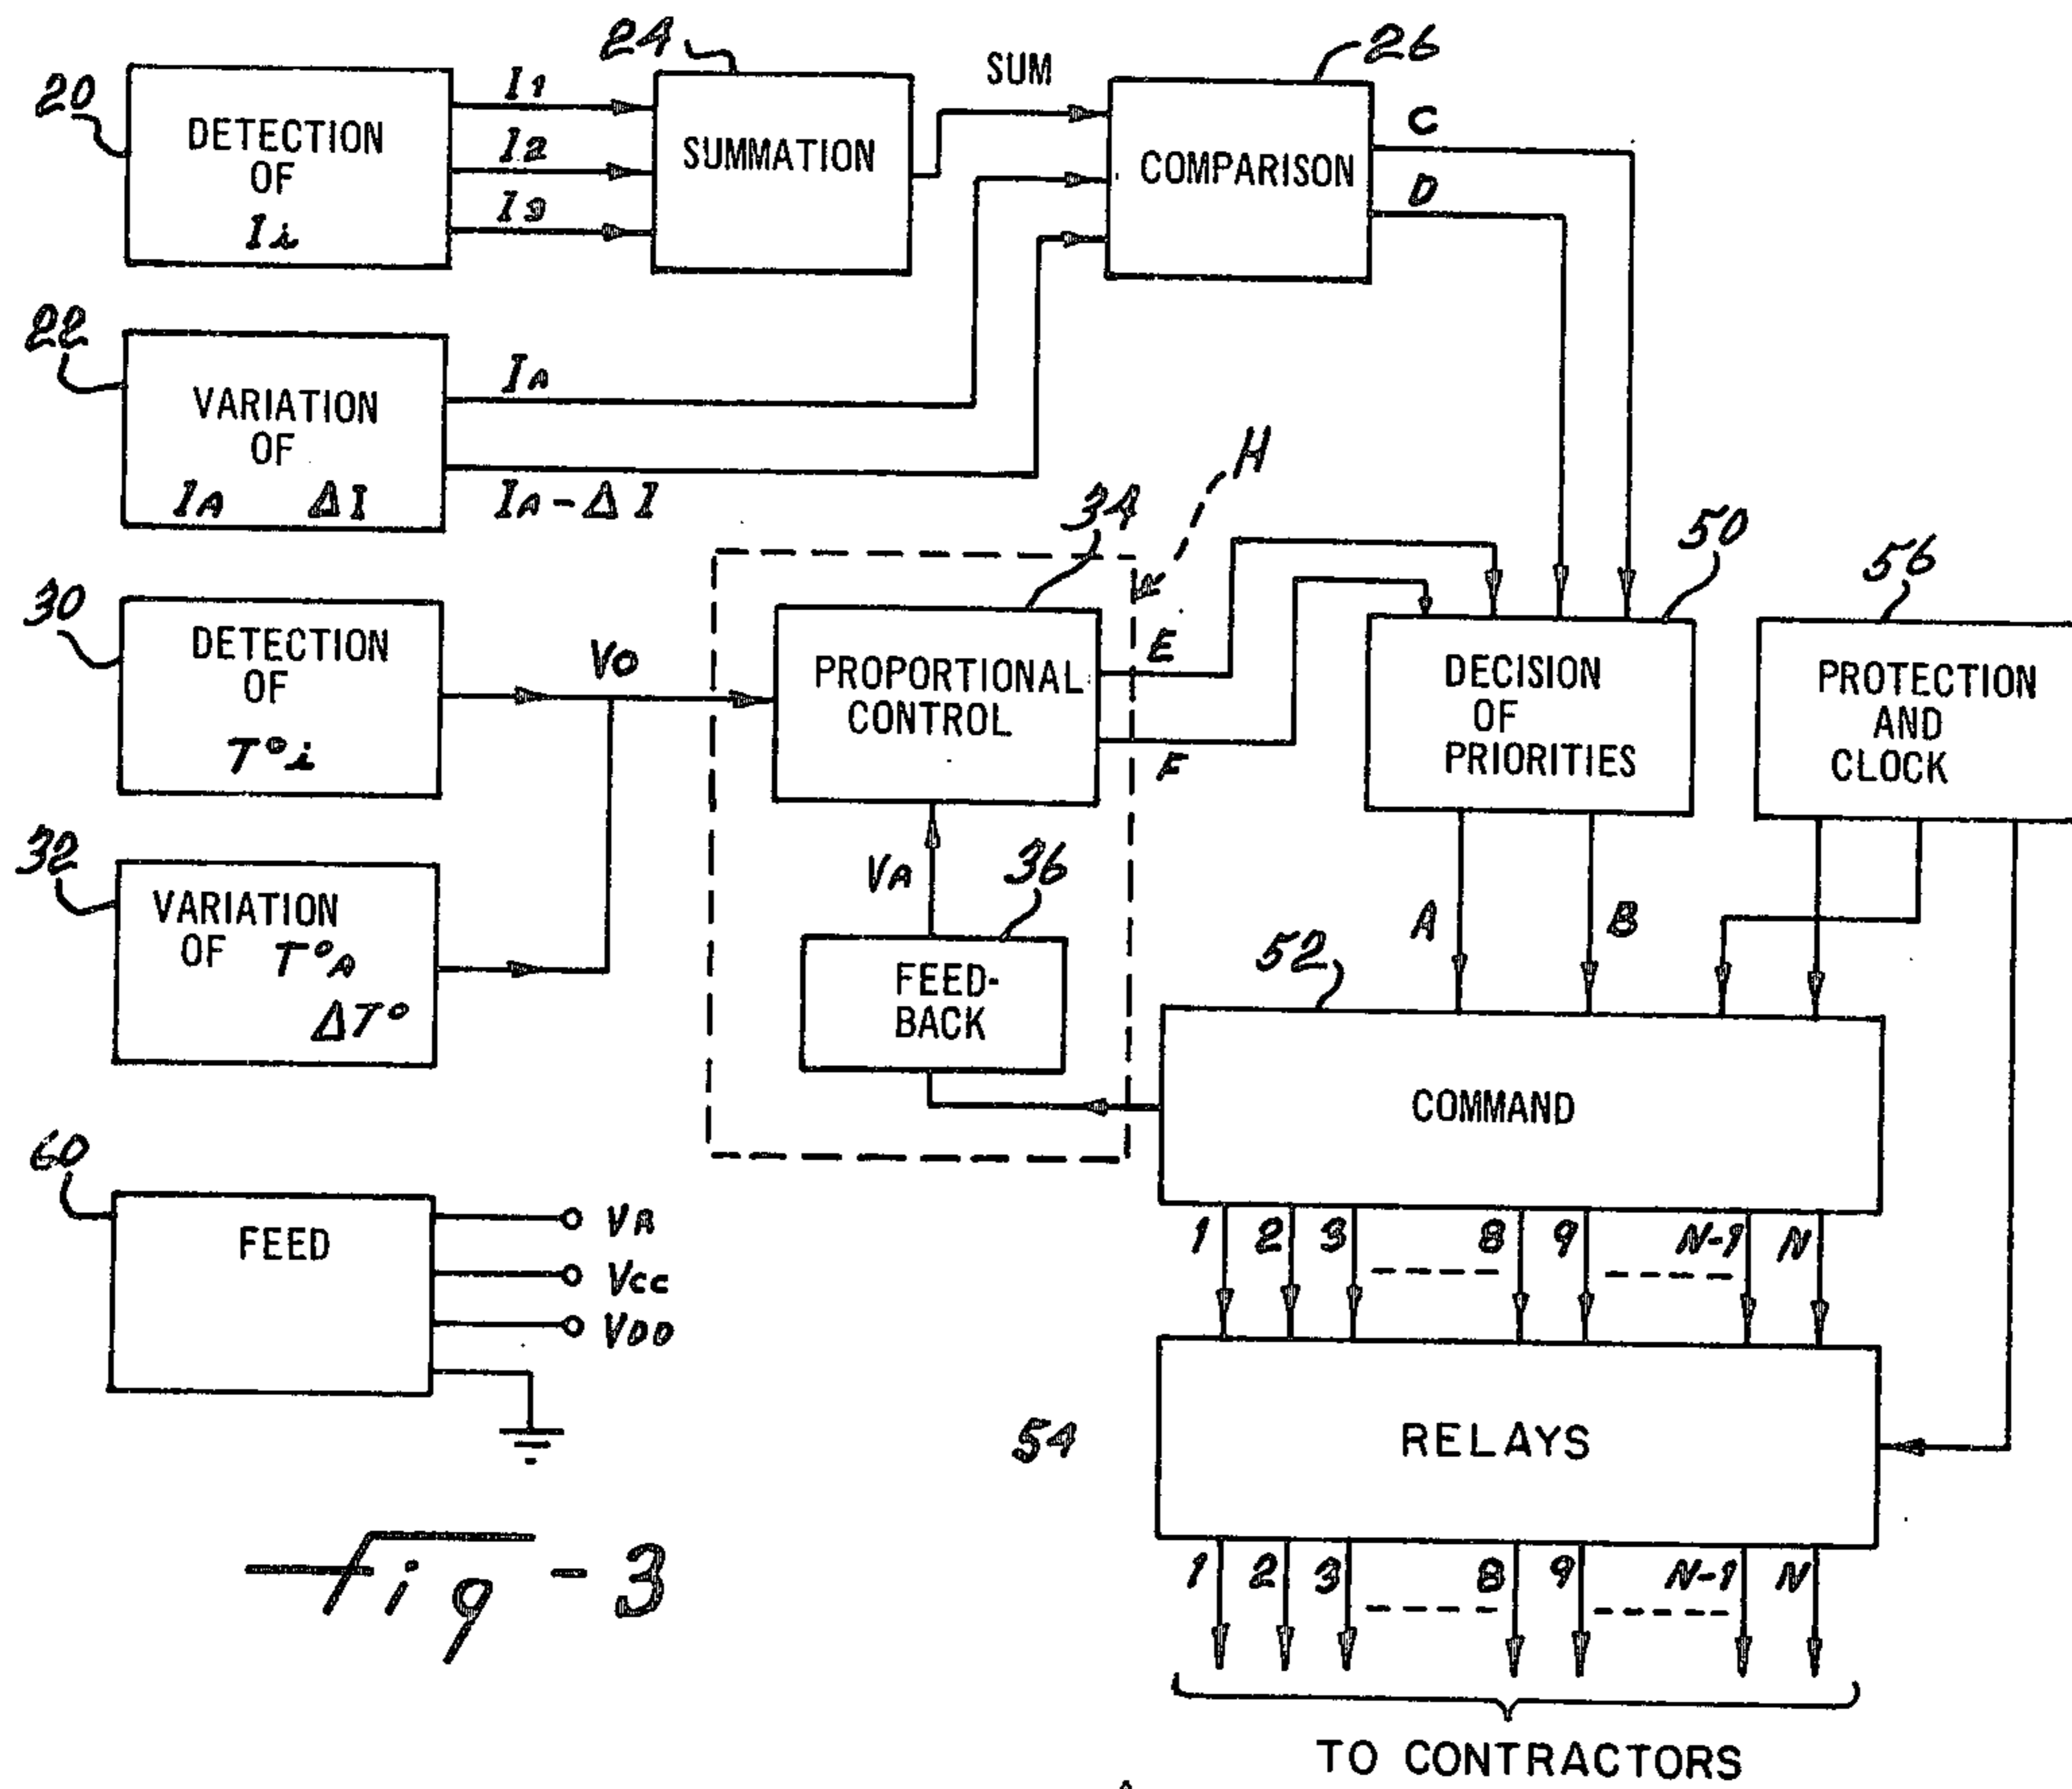 24
SUM
26
20
DETECTION
OF
Ii
I1
I2
I3
SUMMATION
COMPARISON
C
D
22
VARIATION
OF
IA ΔI
IA
IA-ΔI
H
34
50
56
30
DETECTION
OF
T°i
VO
PROPORTIONAL
CONTROL
E
F
DECISION
OF
PRIORITIES
PROTECTION
AND
CLOCK
32
VARIATION
OF T°A
ΔT°
VA
36
FEED-
BACK
A
B
52
COMMAND
60
FEED
VA
VCC
VDD
1 2 3 8 9 N-1 N
54
RELAYS
1 2 3 8 9 N-1 N
TO CONTRACTORS
fig-3